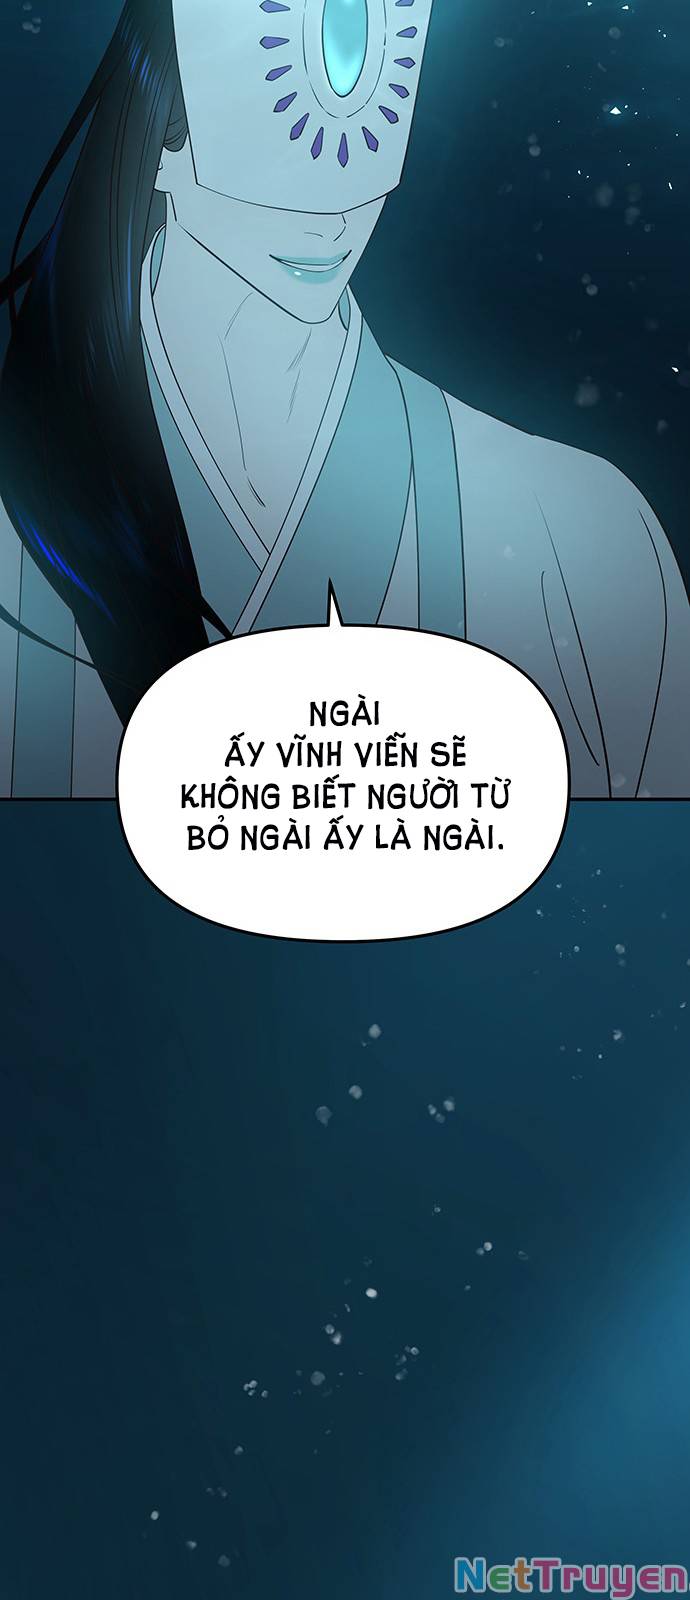 NGÀI
ẤY VĨNH VIỄN SẼ
KHÔNG BIẾT NGƯỜI TỪ
BỎ NGÀI ẤY LÀ NGÀI.
NetTruyen